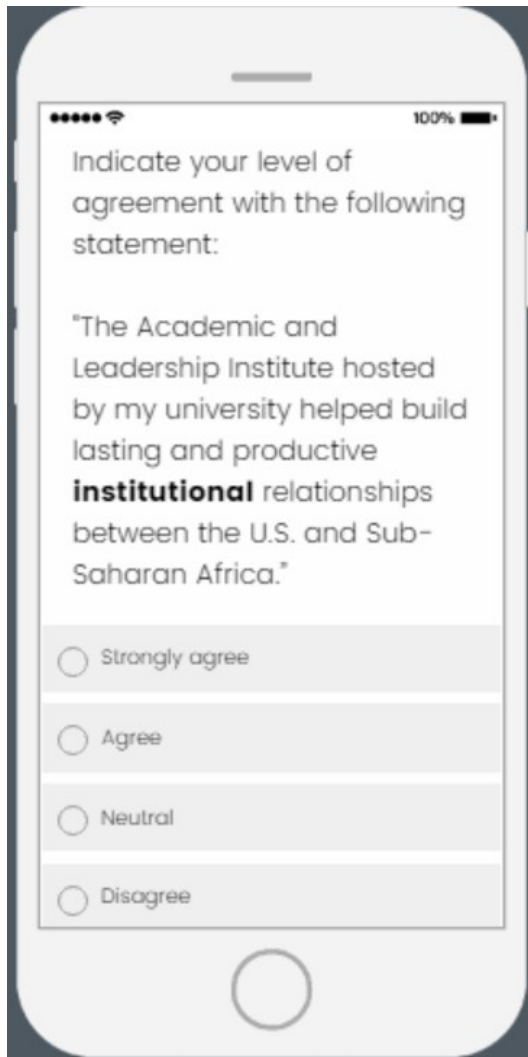 100%
Indicate your level of
agreement with the following
statement:
"The Academic and
Leadership Institute hosted
by my university helped build
lasting and productive
institutional relationships
between the U.S. and Sub-
Saharan Africa."
Strongly agree
Agree
Neutral
Disagree